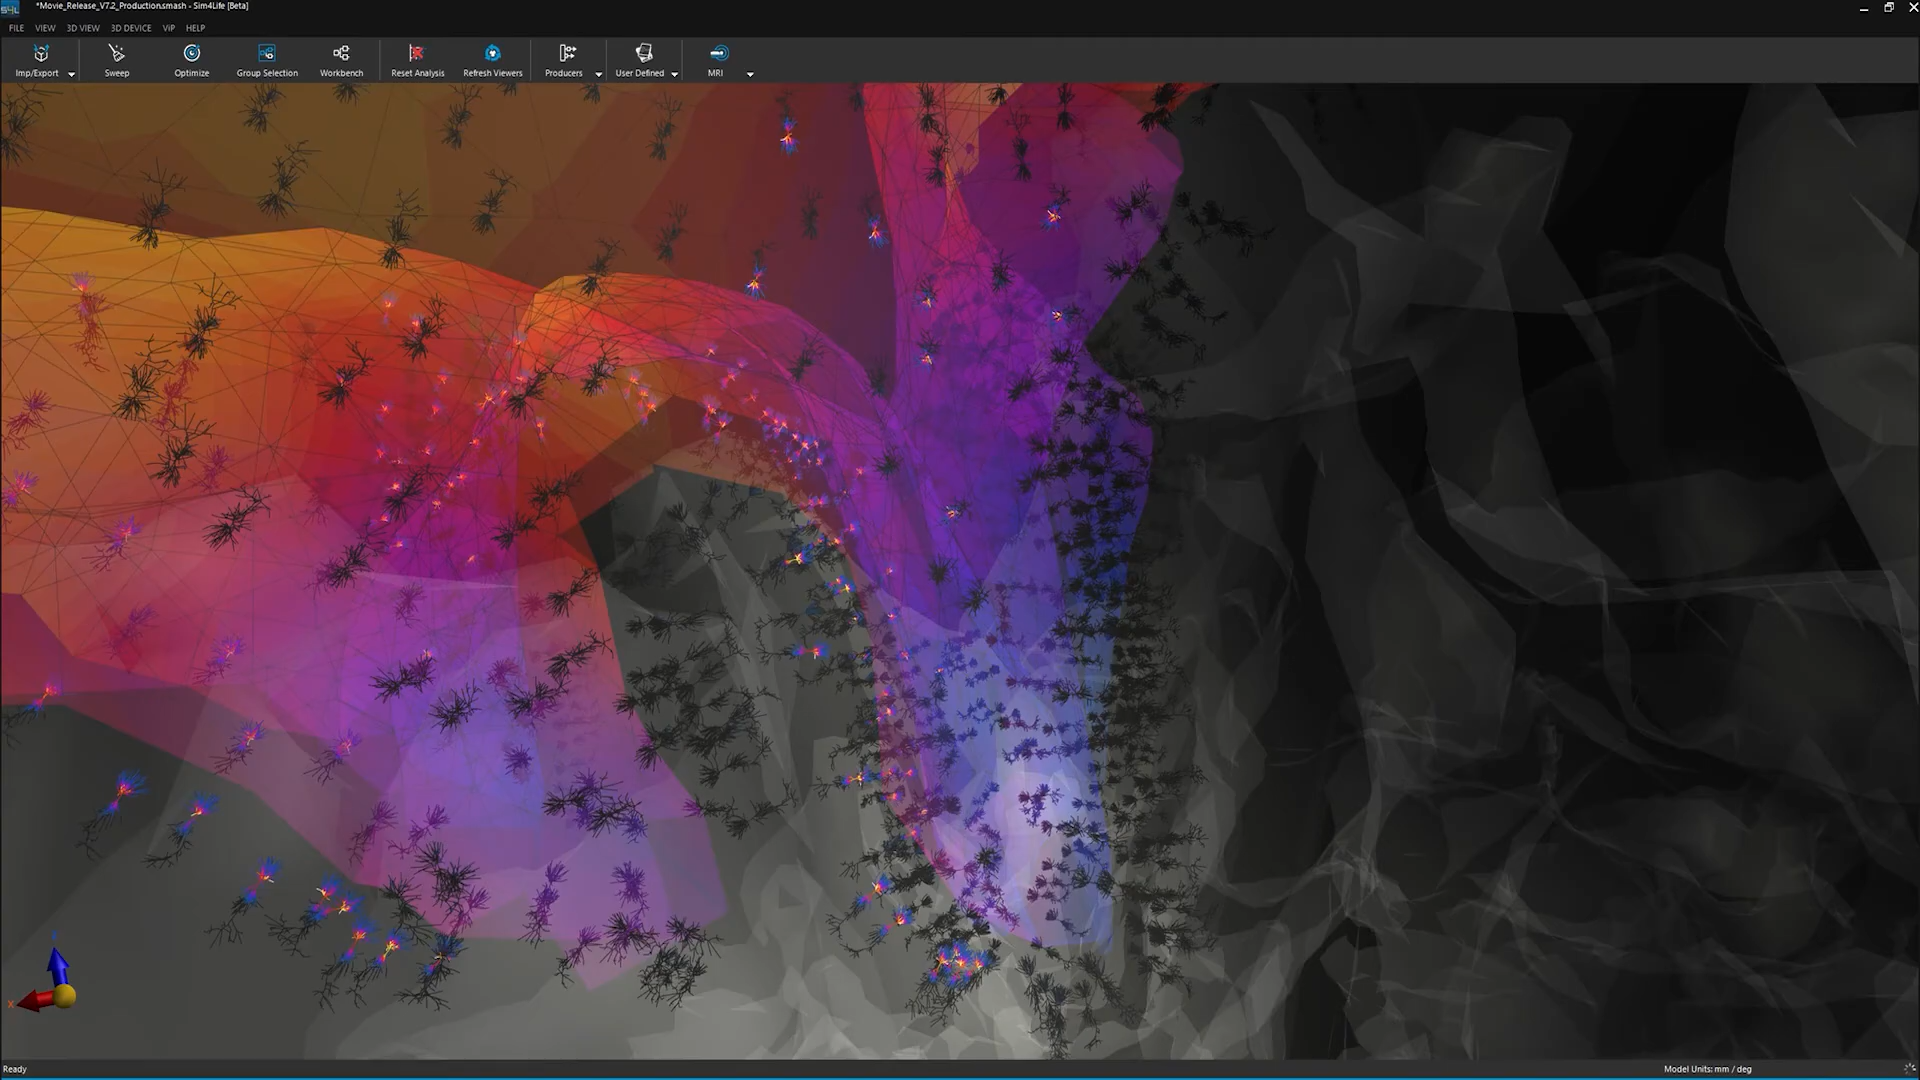 S4L *Movie_Release_V7.2_Production.smash - Sim4Life [Beta]
FILE VIEW 3D VIEW 3D DEVICE ViP HELP
Imp/Export Sweep Optimize Group Selection Workbench Reset Analysis Refresh Viewers Producers User Defined MRI
X
Ready Model Units: mm / deg